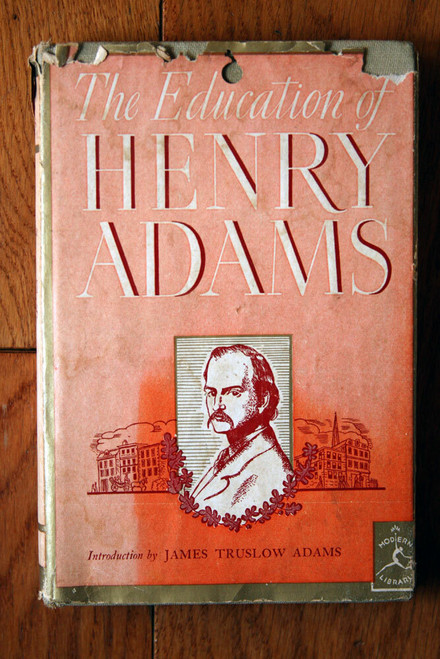 The Education of
HENRY
ADAMS
Introduction by JAMES TRUSLOW ADAMS
MODERN
LIBRARY